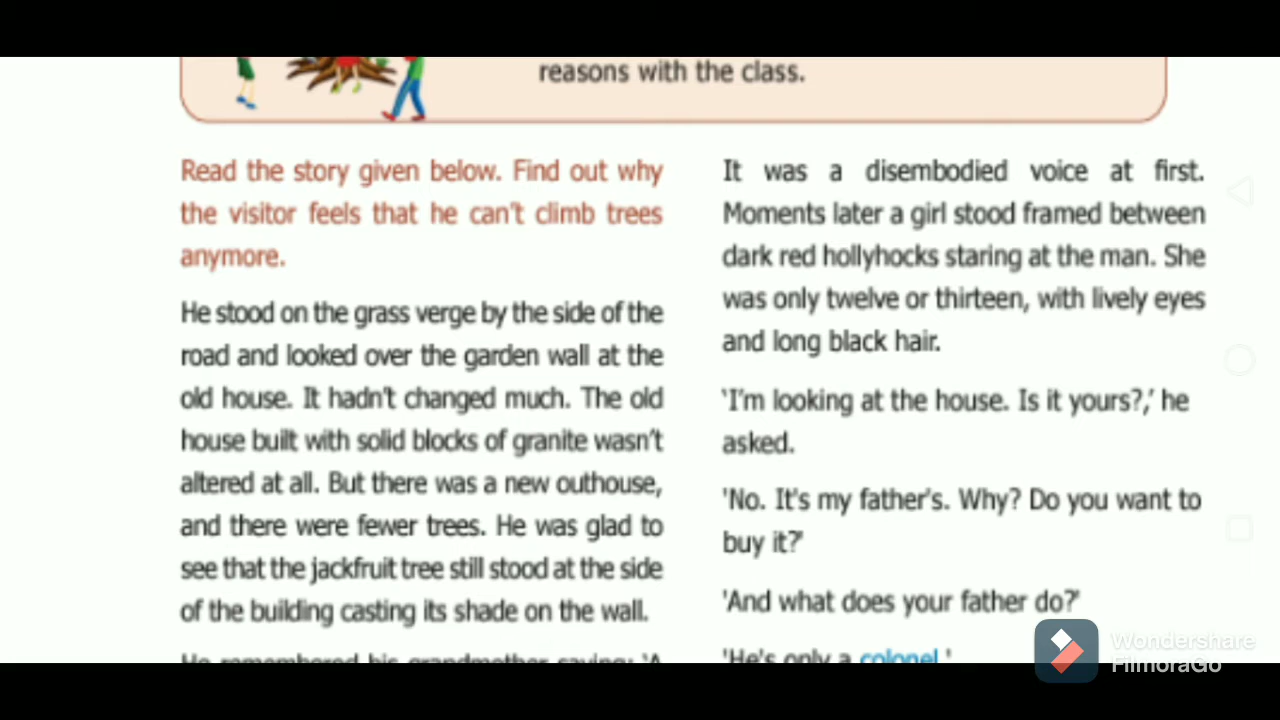 reasons with the class.
Read the story given below. Find out why
the visitor feels that he can't climb trees
anymore.
He stood on the grass verge by the side of the
road and looked over the garden wall at the
old house. It hadn't changed much. The old
house built with solid blocks of granite wasn't
altered at all. But there was a new outhouse,
and there were fewer trees. He was glad to
see that the jackfruit tree still stood at the side
of the building casting its shade on the wall.
He remembered his grandmother saying: 'A
It was a disembodied voice at first.
Moments later a girl stood framed between
dark red hollyhocks staring at the man. She
was only twelve or thirteen, with lively eyes
and long black hair.
'I'm looking at the house. Is it yours?,' he
asked.
'No. It's my father's. Why? Do you want to
buy it?'
'And what does your father do?'
'He's only a colonel.'
Wondershare
FilmoraGo